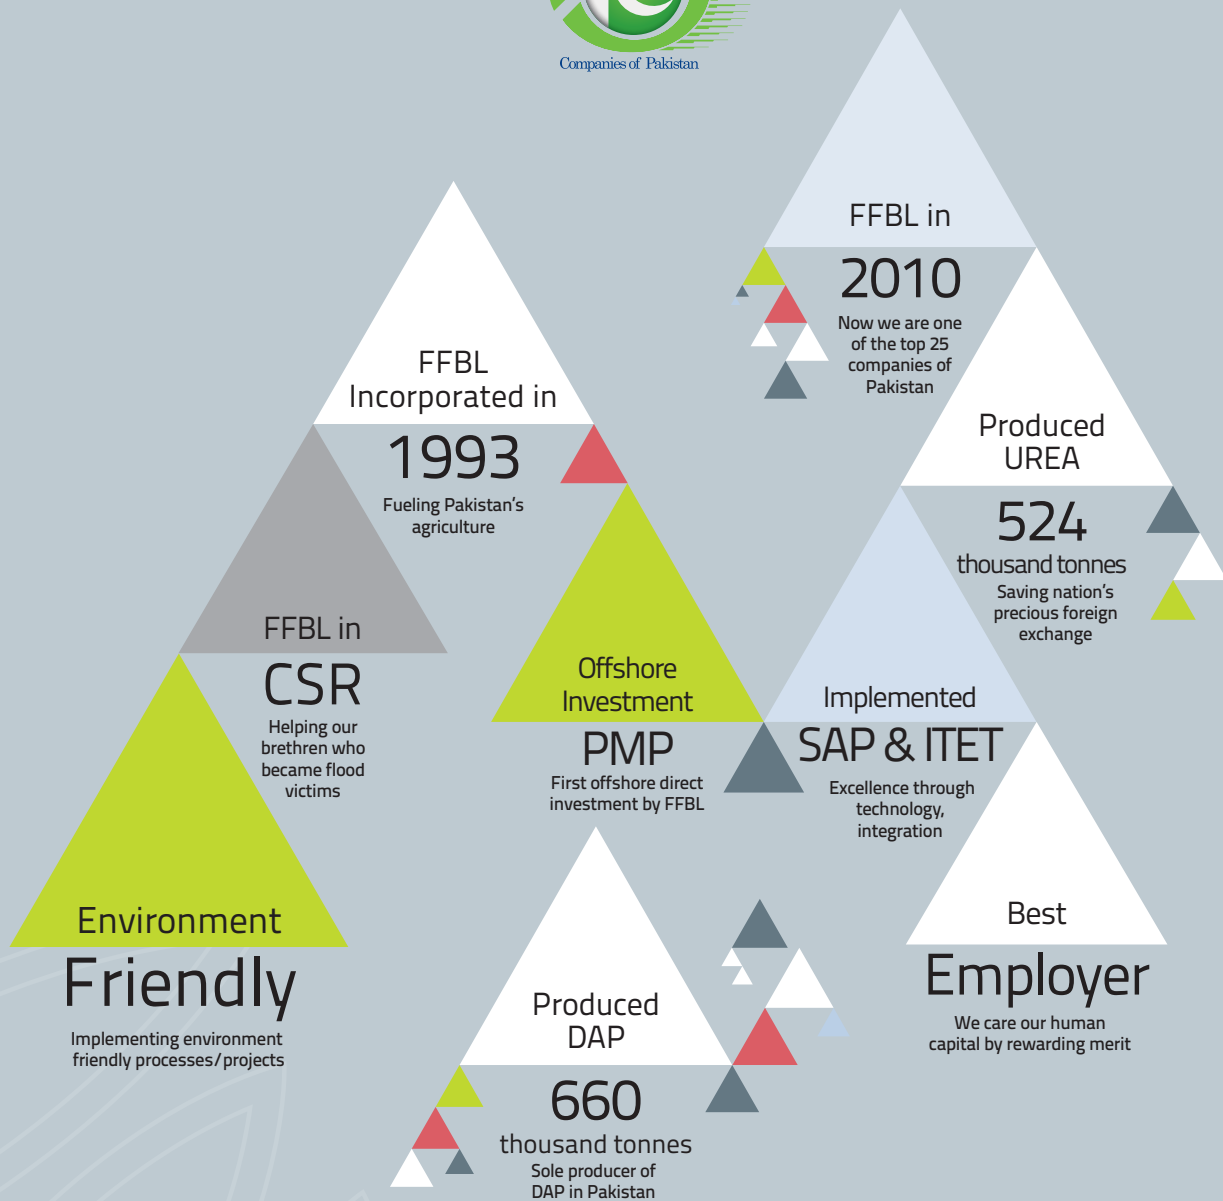 Companies of Pakistan
FFBL in
2010
Now we are one
of the top 25
companies of
Pakistan
FFBL
Incorporated in
1993
Fueling Pakistan's
agriculture
Produced
UREA
524
thousand tonnes
Saving nation's
precious foreign
exchange
FFBL in
CSR
Helping our
brethren who
became flood
victims
Offshore
Investment
PMP
First offshore direct
investment by FFBL
Implemented
SAP & ITET
Excellence through
technology,
integration
Environment
Friendly
Implementing environment
friendly processes/projects
Produced
DAP
660
thousand tonnes
Sole producer of
DAP in Pakistan
Best
Employer
We care our human
capital by rewarding merit